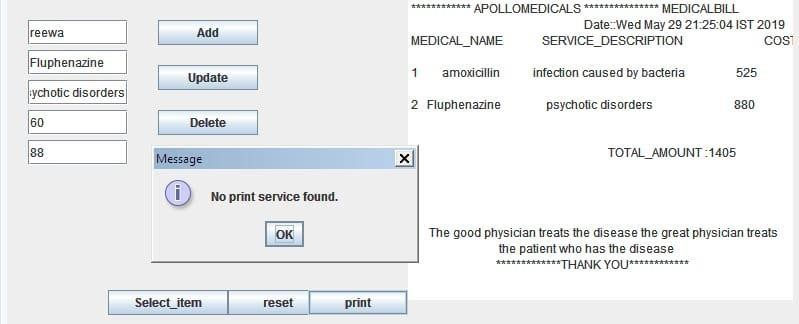 reewa
Fluphenazine
ychotic disorders
60
88
Add
Update
Delete
Message
No print service found.
OK
Select_item
reset
print
************ APOLLOMEDICALS *************** MEDICALBILL
Date::Wed May 29 21:25:04 IST 2019
MEDICAL_NAME SERVICE_DESCRIPTION COST
1 amoxicillin infection caused by bacteria 525
2 Fluphenazine psychotic disorders 880
TOTAL_AMOUNT :1405
The good physician treats the disease the great physician treats
the patient who has the disease
*************THANK YOU************